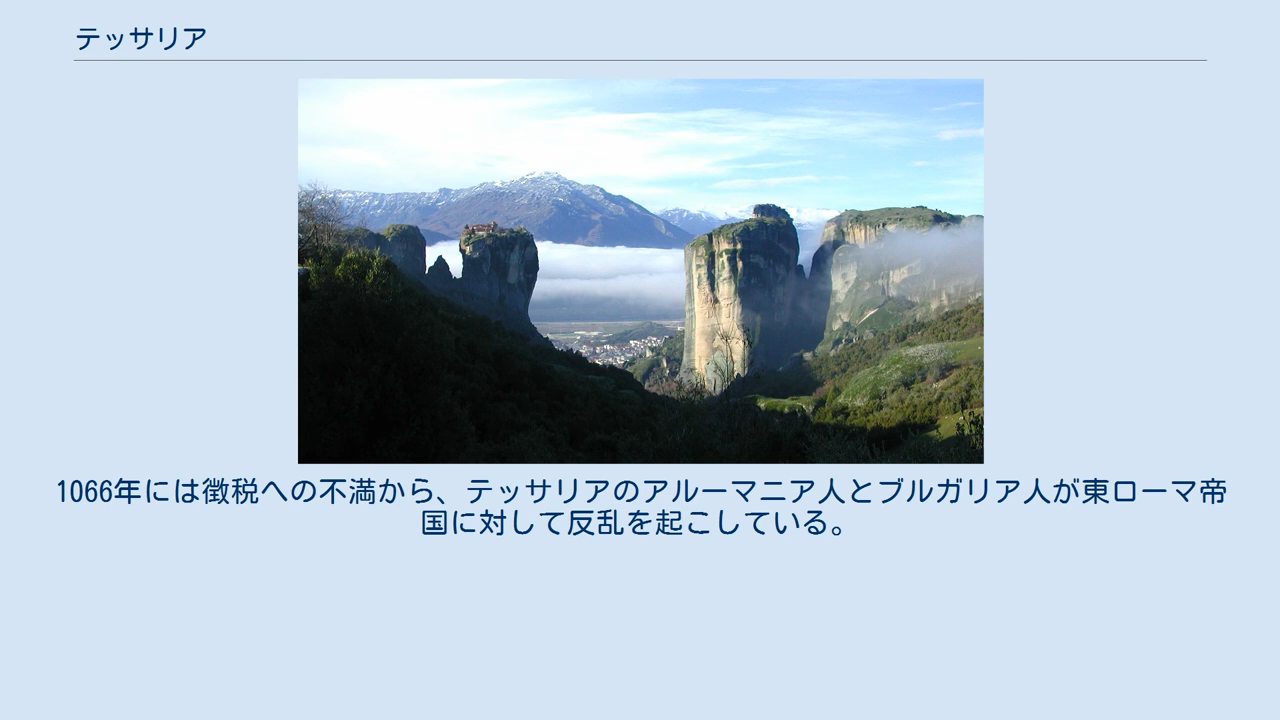 テッサリア
1066年には徴税への不満から、テッサリアのアルーマニア人とブルガリア人が東ローマ帝
国に対して反乱を起こしている。